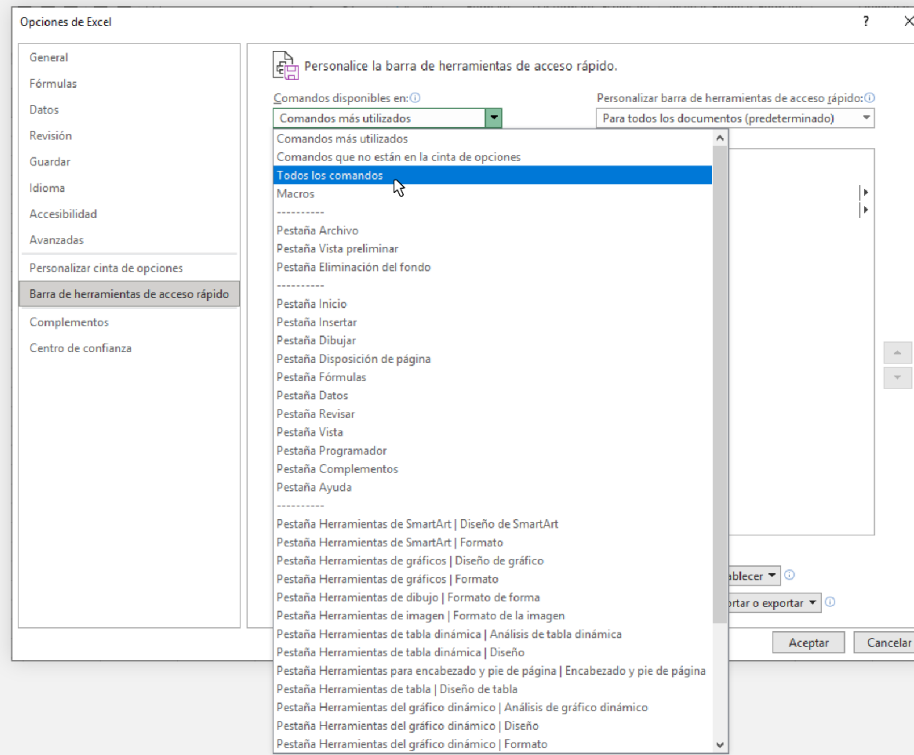 Opciones de Excel
?
General
Fórmulas
Datos
Revisión
Guardar
Idioma
Accesibilidad
Avanzadas
Personalizar cinta de opciones
Barra de herramientas de acceso rápido
Complementos
Centro de confianza
Personalice la barra de herramientas de acceso rápido.
Comandos disponibles en:
Comandos más utilizados
Personalizar barra de herramientas de acceso rápido:
Para todos los documentos (predeterminado)
Comandos más utilizados
Comandos que no están en la cinta de opciones
Todos los comandos
Macros
----------
Pestaña Archivo
Pestaña Vista preliminar
Pestaña Eliminación del fondo
----------
Pestaña Inicio
Pestaña Insertar
Pestaña Dibujar
Pestaña Disposición de página
Pestaña Fórmulas
Pestaña Datos
Pestaña Revisar
Pestaña Vista
Pestaña Programador
Pestaña Complementos
Pestaña Ayuda
----------
Pestaña Herramientas de SmartArt | Diseño de SmartArt
Pestaña Herramientas de SmartArt | Formato
Pestaña Herramientas de gráficos | Diseño de gráfico
Pestaña Herramientas de gráficos | Formato
Pestaña Herramientas de dibujo | Formato de forma
Pestaña Herramientas de imagen | Formato de la imagen
Pestaña Herramientas de tabla dinámica | Análisis de tabla dinámica
Pestaña Herramientas de tabla dinámica | Diseño
Pestaña Herramientas para encabezado y pie de página | Encabezado y pie de página
Pestaña Herramientas de tabla | Diseño de tabla
Pestaña Herramientas del gráfico dinámico | Análisis de gráfico dinámico
Pestaña Herramientas del gráfico dinámico | Diseño
Pestaña Herramientas del gráfico dinámico | Formato
ablecer
ortar o exportar
Aceptar
Cancelar